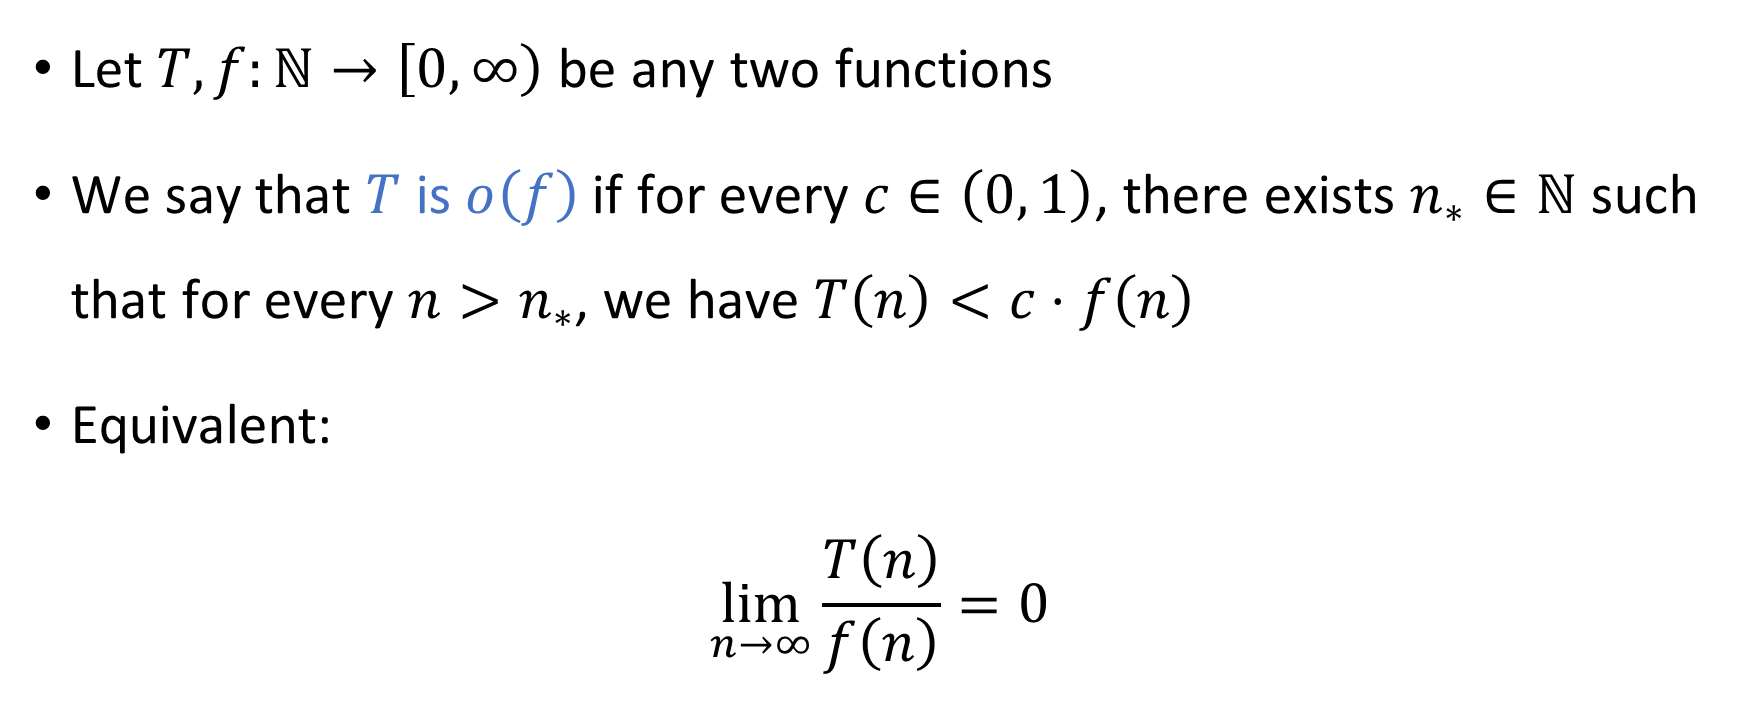 • Let 𝑇, 𝑓: ℕ → [0, ∞) be any two functions
• We say that 𝑇 is 𝑜(𝑓) if for every 𝑐 ∈ (0, 1), there exists 𝑛∗ ∈ ℕ such
that for every 𝑛 > 𝑛∗, we have 𝑇(𝑛) < 𝑐 ⋅ 𝑓(𝑛)
• Equivalent:
lim 𝑛→∞ 𝑇(𝑛)/𝑓(𝑛) = 0